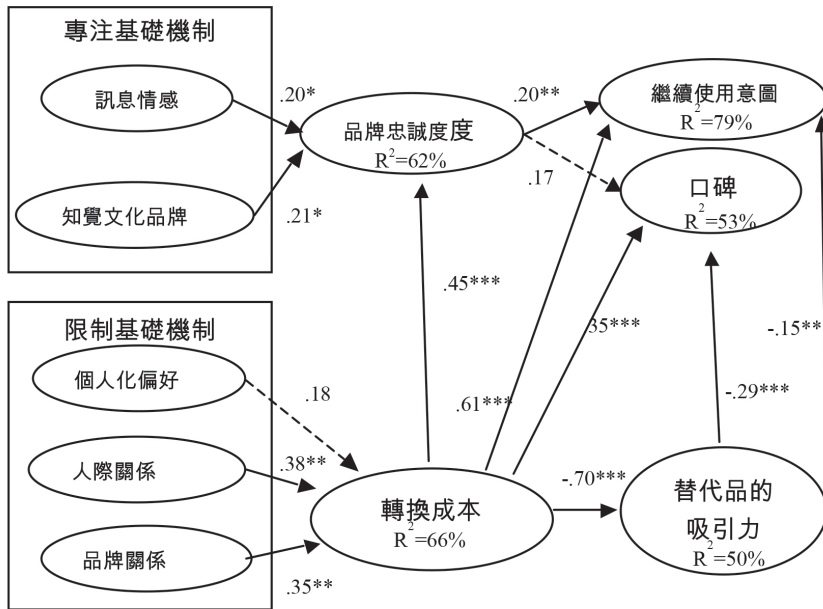 專注基礎機制
訊息情感
知覺文化品牌
.20*
.21*
品牌忠誠度度
R²=62%
.20**
.17
繼續使用意圖
R²=79%
口碑
R²=53%
.45***
.61***
.35***
-.15**
-.29***
限制基礎機制
個人化偏好
人際關係
品牌關係
.18
.38**
.35**
轉換成本
R²=66%
-.70***
替代品的
吸引力
R²=50%